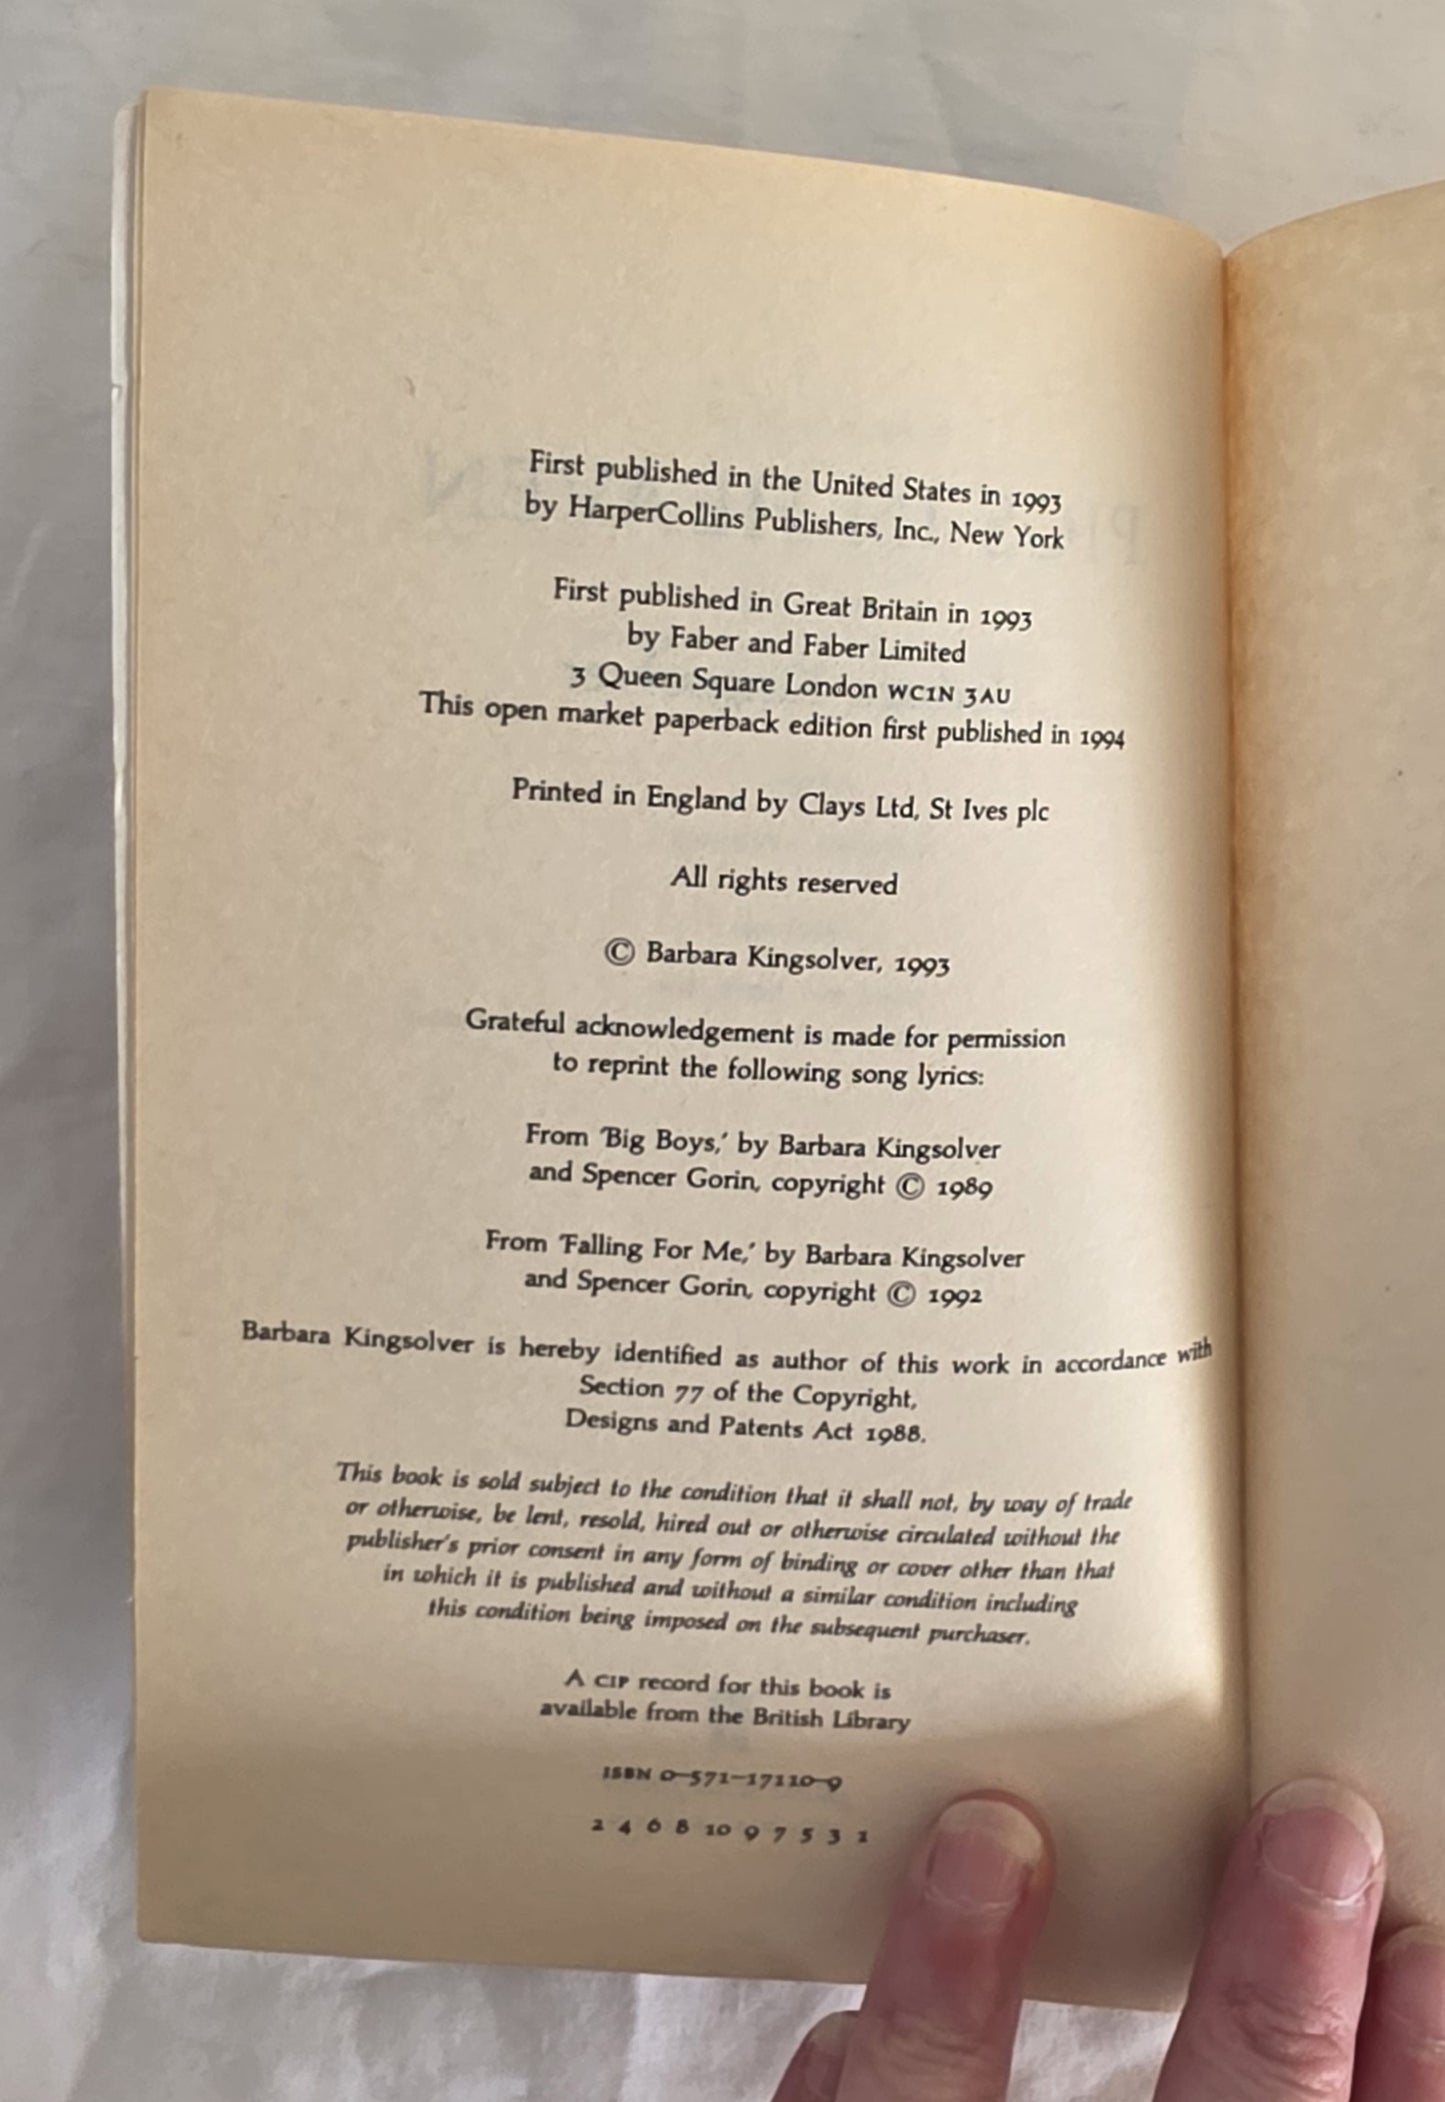 First published in the United States in 1993
by HarperCollins Publishers, Inc., New York
First published in Great Britain in 1993
by Faber and Faber Limited
3 Queen Square London WC1N 3AU
This open market paperback edition first published in 1994
Printed in England by Clays Ltd, St Ives plc
All rights reserved
© Barbara Kingsolver, 1993
Grateful acknowledgement is made for permission
to reprint the following song lyrics:
From 'Big Boys,' by Barbara Kingsolver
and Spencer Gorin, copyright © 1989
From 'Falling For Me,' by Barbara Kingsolver
and Spencer Gorin, copyright © 1992
Barbara Kingsolver is hereby identified as author of this work in accordance with
Section 77 of the Copyright,
Designs and Patents Act 1988.
This book is sold subject to the condition that it shall not, by way of trade
or otherwise, be lent, resold, hired out or otherwise circulated without the
publisher's prior consent in any form of binding or cover other than that
in which it is published and without a similar condition including
this condition being imposed on the subsequent purchaser.
A CIP record for this book is
available from the British Library
ISBN 0-571-17110-9
2 4 6 8 10 9 7 5 3 1